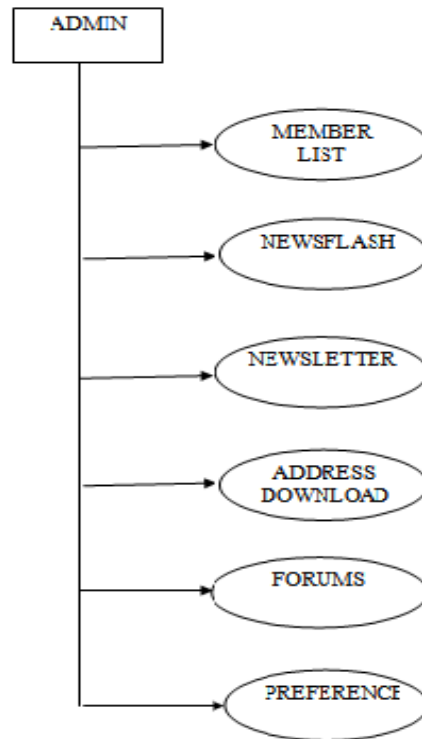 ADMIN
MEMBER
LIST
NEWSFLASH
NEWSLETTER
ADDRESS
DOWNLOAD
FORUMS
PREFERENCE